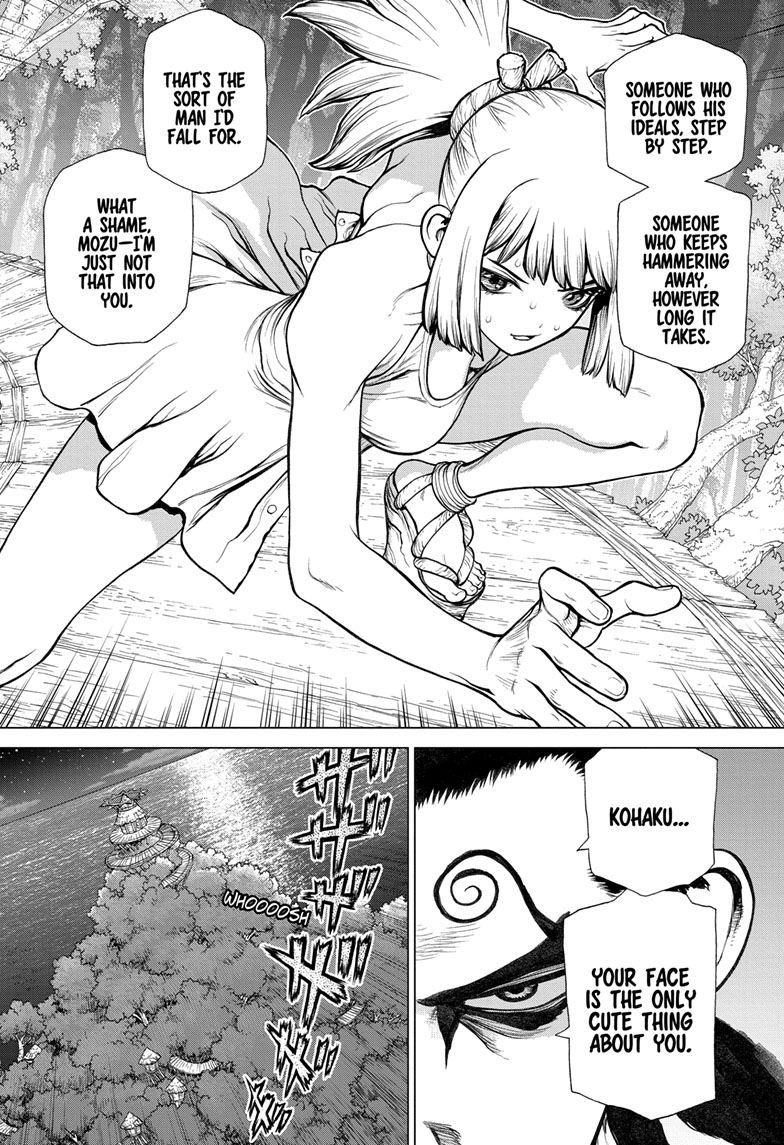 SOMEONE WHO
FOLLOWS HIS
IDEALS, STEP
BY STEP.
SOMEONE
WHO KEEPS
HAMMERING
AWAY,
HOWEVER
LONG IT
TAKES.
THAT'S THE
SORT OF
MAN I'D
FALL FOR.
WHAT
A SHAME,
MOZU—I'M
JUST NOT
THAT INTO
YOU.
KOHAKU...
YOUR FACE
IS THE ONLY
CUTE THING
ABOUT YOU.
WHOOOOSH